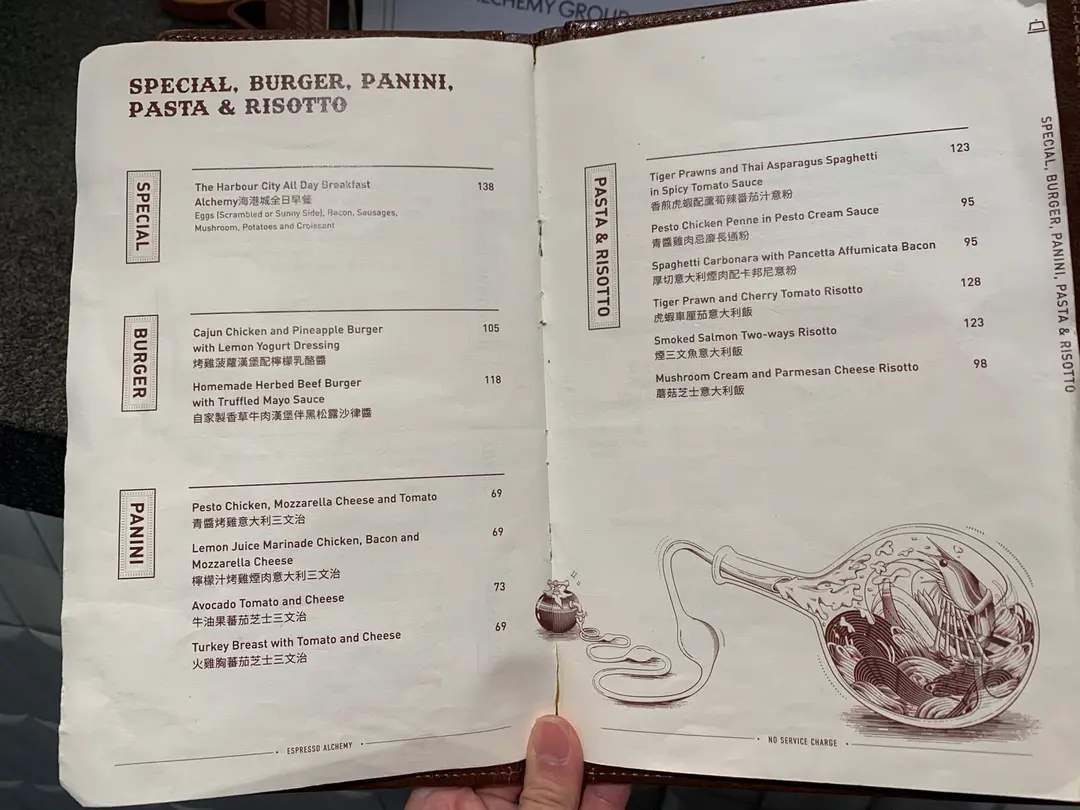 ALCHEMY GROUP
SPECIAL, BURGER, PANINI,
PASTA & RISOTTO
SPECIAL
The Harbour City All Day Breakfast 138
Alchemy海港城全日早餐
Eggs (Scrambled or Sunny Side), Bacon, Sausages,
Mushroom, Potatoes and Croissant
BURGER
Cajun Chicken and Pineapple Burger 105
with Lemon Yogurt Dressing
烤雞菠蘿漢堡配檸檬乳酪醬
Homemade Herbed Beef Burger 118
with Truffled Mayo Sauce
自家製香草牛肉漢堡伴黑松露沙律醬
PANINI
Pesto Chicken, Mozzarella Cheese and Tomato 69
青醬烤雞意大利三文治
Lemon Juice Marinade Chicken, Bacon and 69
Mozzarella Cheese
檸檬汁烤雞煙肉意大利三文治
Avocado Tomato and Cheese 73
牛油果蕃茄芝士三文治
Turkey Breast with Tomato and Cheese 69
火雞胸蕃茄芝士三文治
ESPRESSO ALCHEMY
PASTA & RISOTTO
Tiger Prawns and Thai Asparagus Spaghetti 123
in Spicy Tomato Sauce
香煎虎蝦配蘆筍辣番茄汁意粉
Pesto Chicken Penne in Pesto Cream Sauce 95
青醬雞肉忌廉長通粉
Spaghetti Carbonara with Pancetta Affumicata Bacon 95
厚切意大利煙肉配卡邦尼意粉
Tiger Prawn and Cherry Tomato Risotto 128
虎蝦車厘茄意大利飯
Smoked Salmon Two-ways Risotto 123
煙三文魚意大利飯
Mushroom Cream and Parmesan Cheese Risotto 98
蘑菇芝士意大利飯
NO SERVICE CHARGE
SPECIAL, BURGER, PANINI, PASTA & RISOTTO